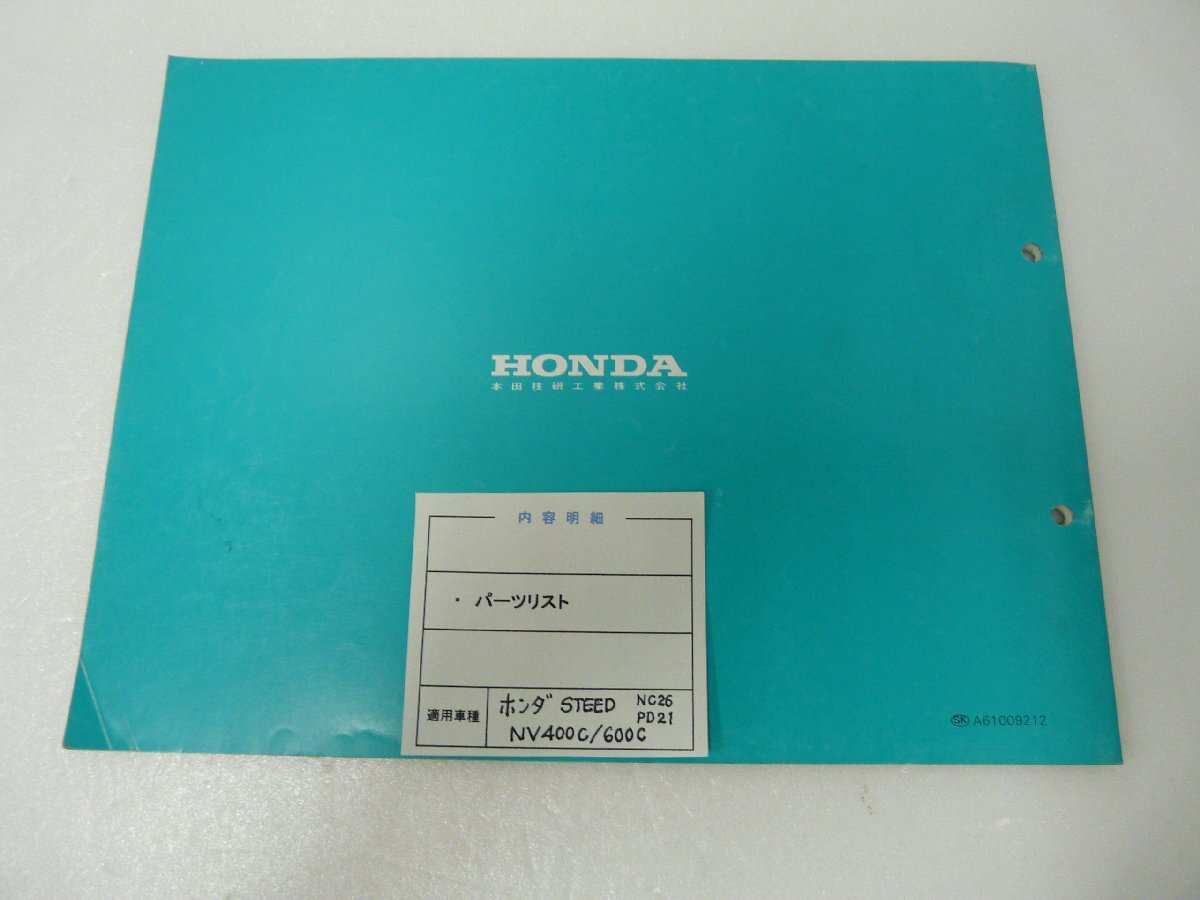 HONDA
本田技研工業株式会社
内容明細
・パーツリスト
適用車種
ホンダ STEED NC26
PD21
NV400C/600C
SK A61009212